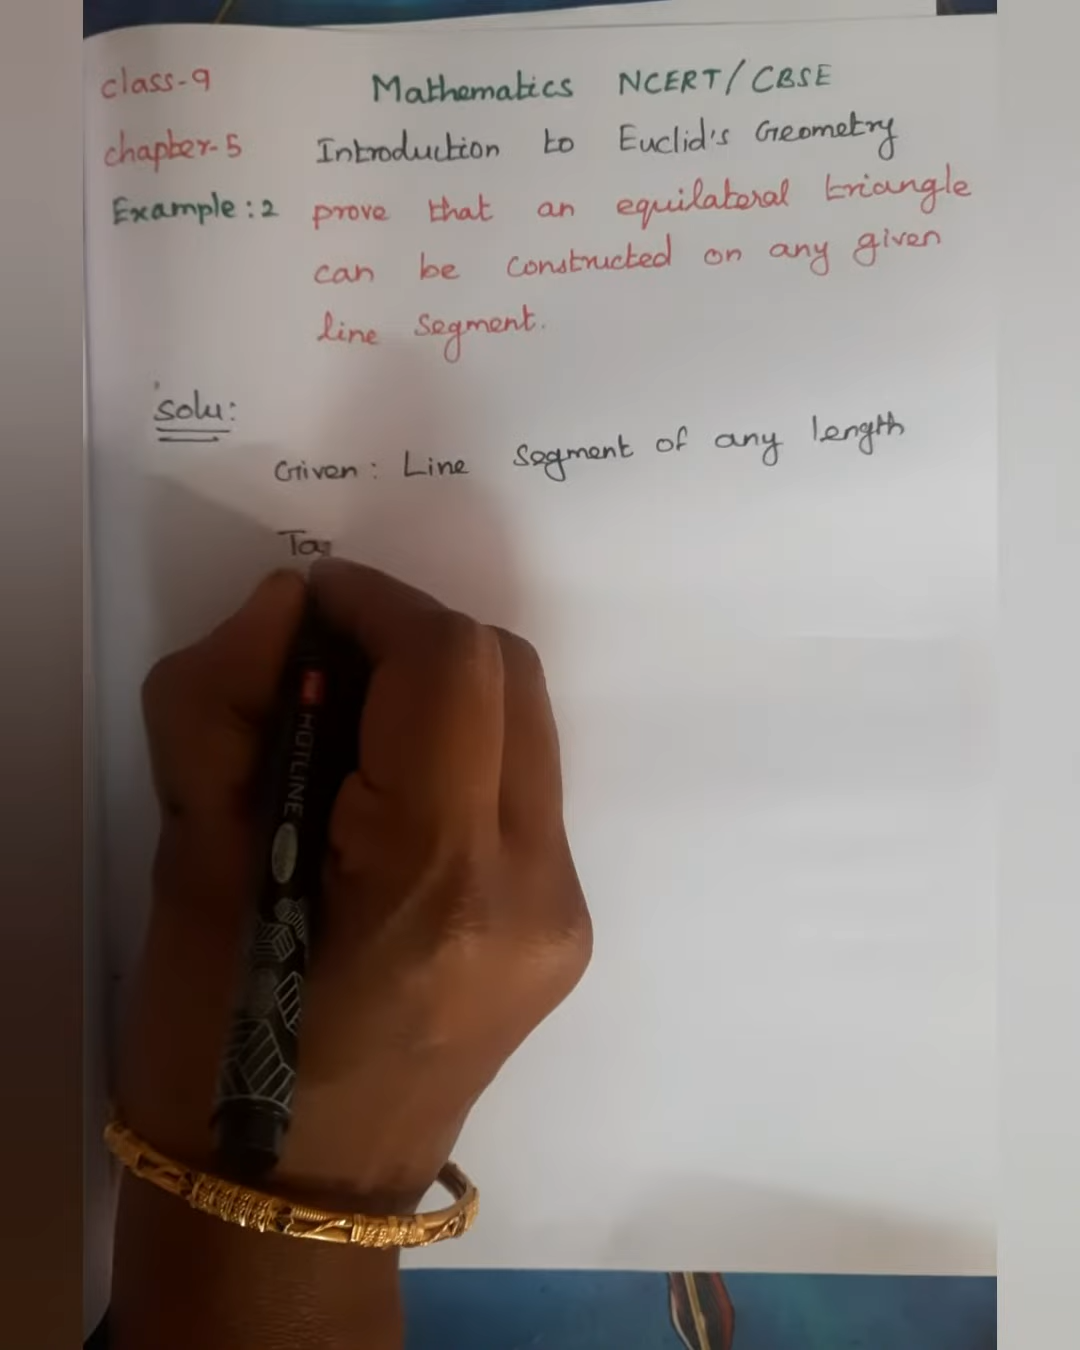 class-9 Mathematics NCERT/CBSE
chapter-5 Introduction to Euclid's Geometry
Example:2 prove that an equilateral triangle
can be constructed on any given
line segment.
Solu:
Given: Line segment of any length
HOTLINE